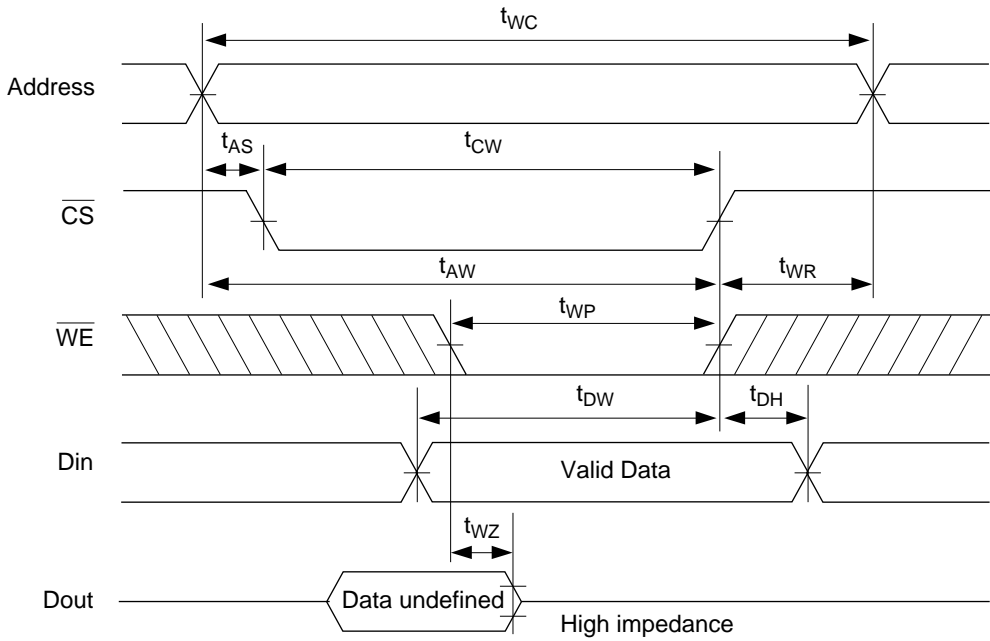 tWC
Address
tAS
tCW
CS
tAW
tWR
WE
tWP
tDW
tDH
Din
Valid Data
tWZ
Dout
Data undefined
High impedance